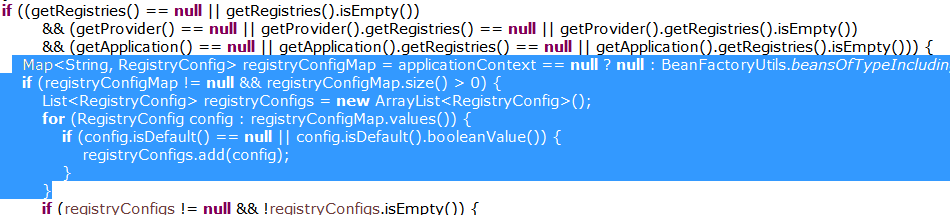 if ((getRegistries() == null || getRegistries().isEmpty())
&& (getProvider() == null || getProvider().getRegistries() == null || getProvider().getRegistries().isEmpty())
&& (getApplication() == null || getApplication().getRegistries() == null || getApplication().getRegistries().isEmpty())) {
Map<String, RegistryConfig> registryConfigMap = applicationContext == null ? null : BeanFactoryUtils.beansOfTypeIncluding
if (registryConfigMap != null && registryConfigMap.size() > 0) {
List<RegistryConfig> registryConfigs = new ArrayList<RegistryConfig>();
for (RegistryConfig config : registryConfigMap.values()) {
if (config.isDefault() == null || config.isDefault().booleanValue()) {
registryConfigs.add(config);
}
}
if (registryConfigs != null && !registryConfigs.isEmpty()) {